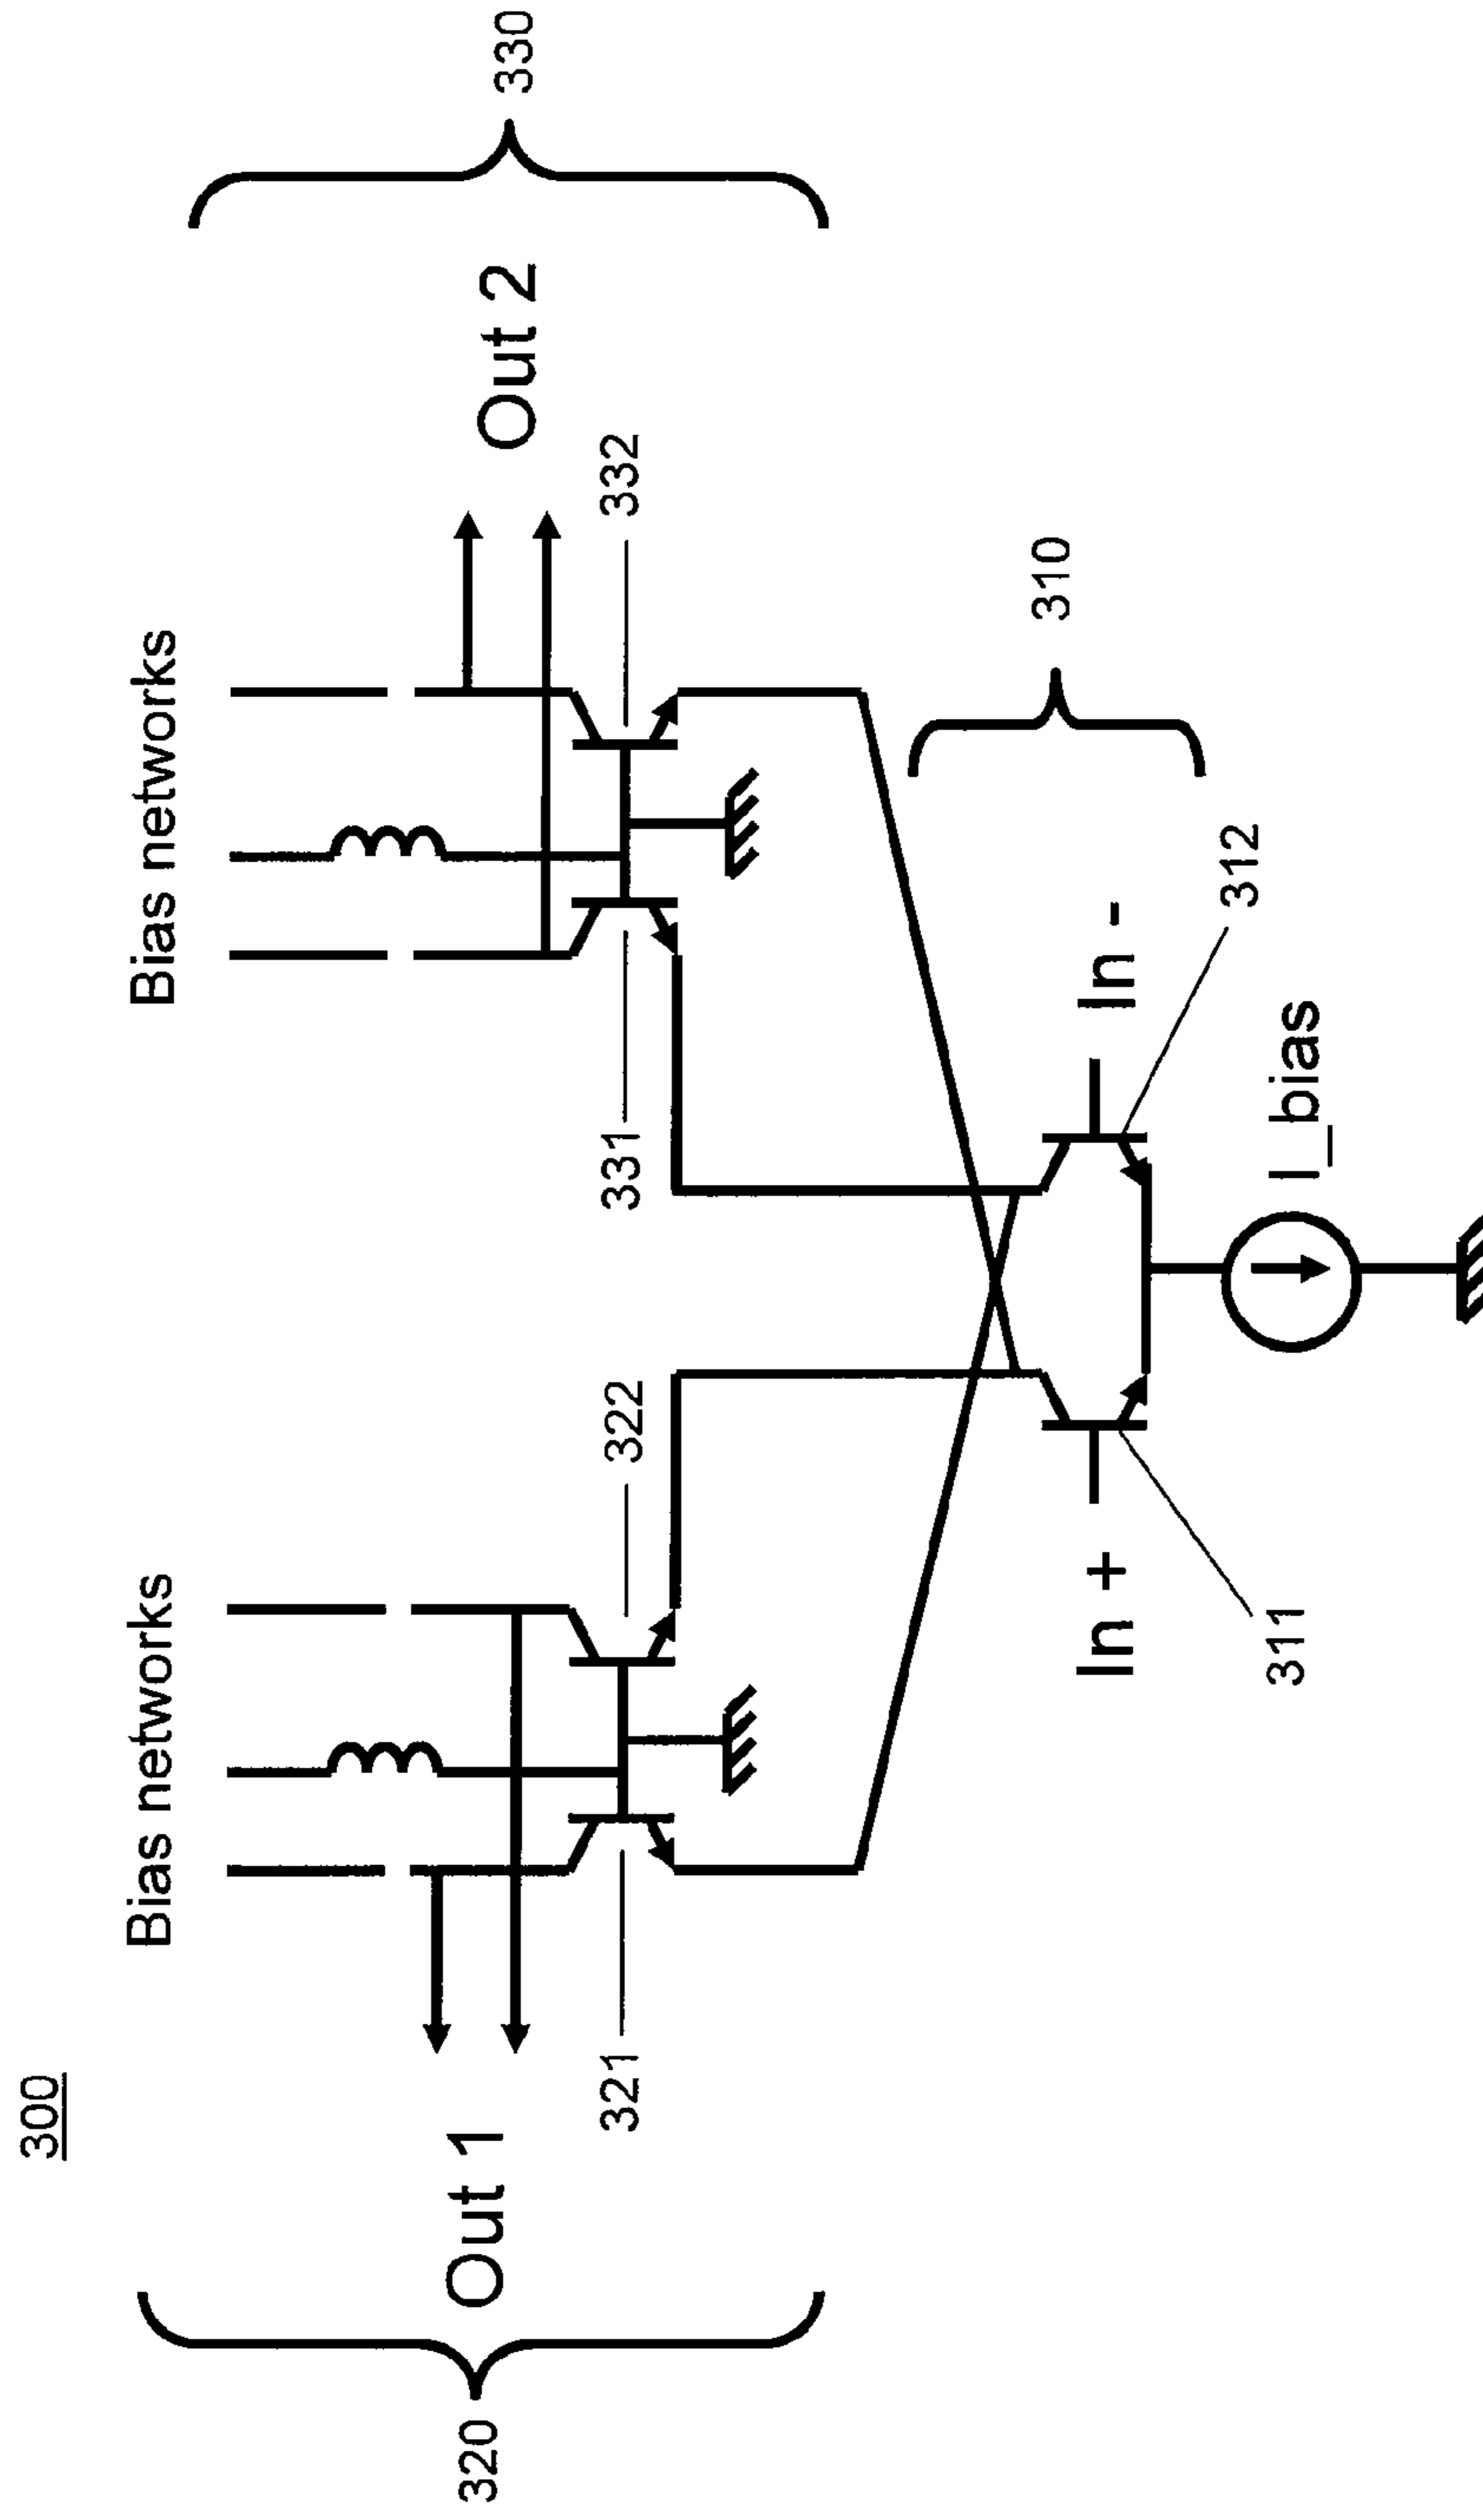 300
Bias networks
Bias networks
320
Out 1
Out 2
330
321
322
331
332
310
In +
In -
311
312
I_bias